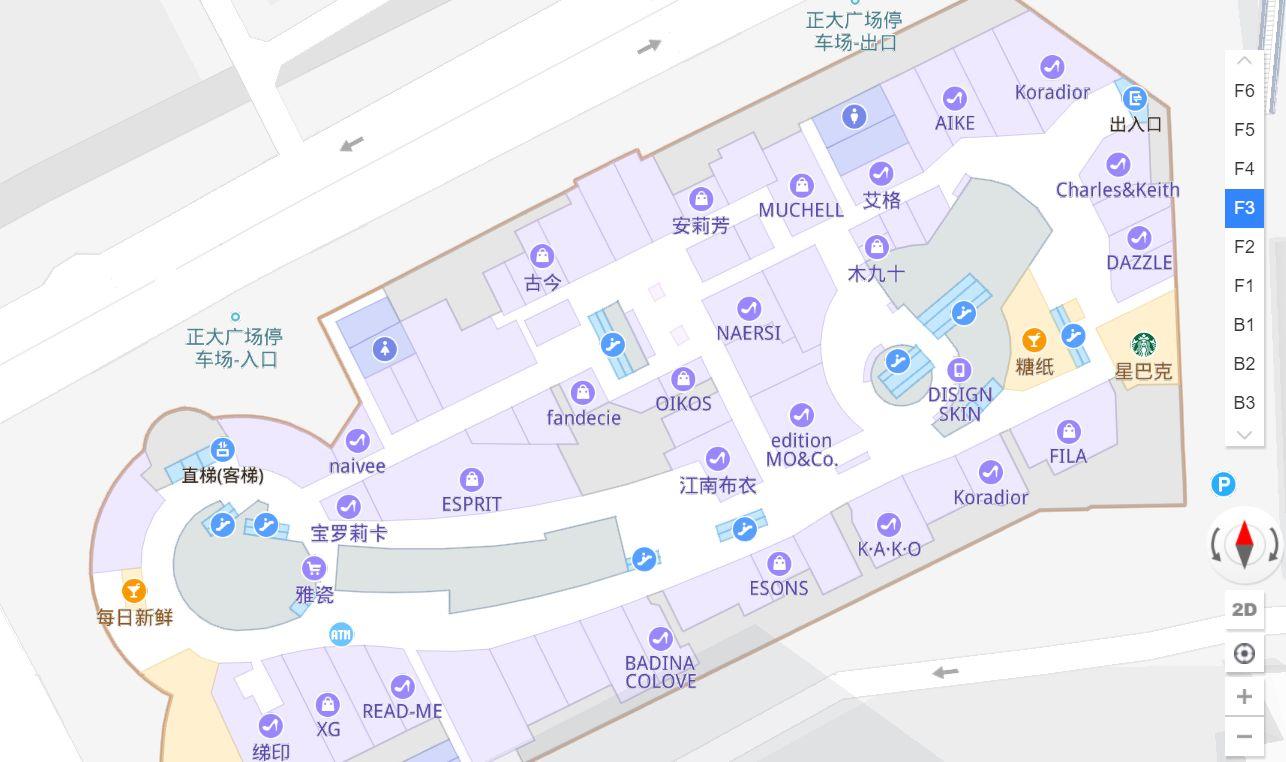 正大广场停
车场-出口
Koradior
F6
AIKE
出入口
F5
艾格
Charles&Keith
F4
安莉芳
MUCHELL
F3
古今
木九十
DAZZLE
F2
F1
正大广场停
车场-入口
NAERSI
B1
糖纸
星巴克
B2
fandecie
OIKOS
DISIGN
SKIN
B3
edition
MO&Co.
naivee
FILA
直梯(客梯)
江南布衣
ESPRIT
Koradior
P
宝罗莉卡
K·A·K·O
雅瓷
ESONS
每日新鲜
ATM
2D
BADINA
COLOVE
READ-ME
XG
绨印